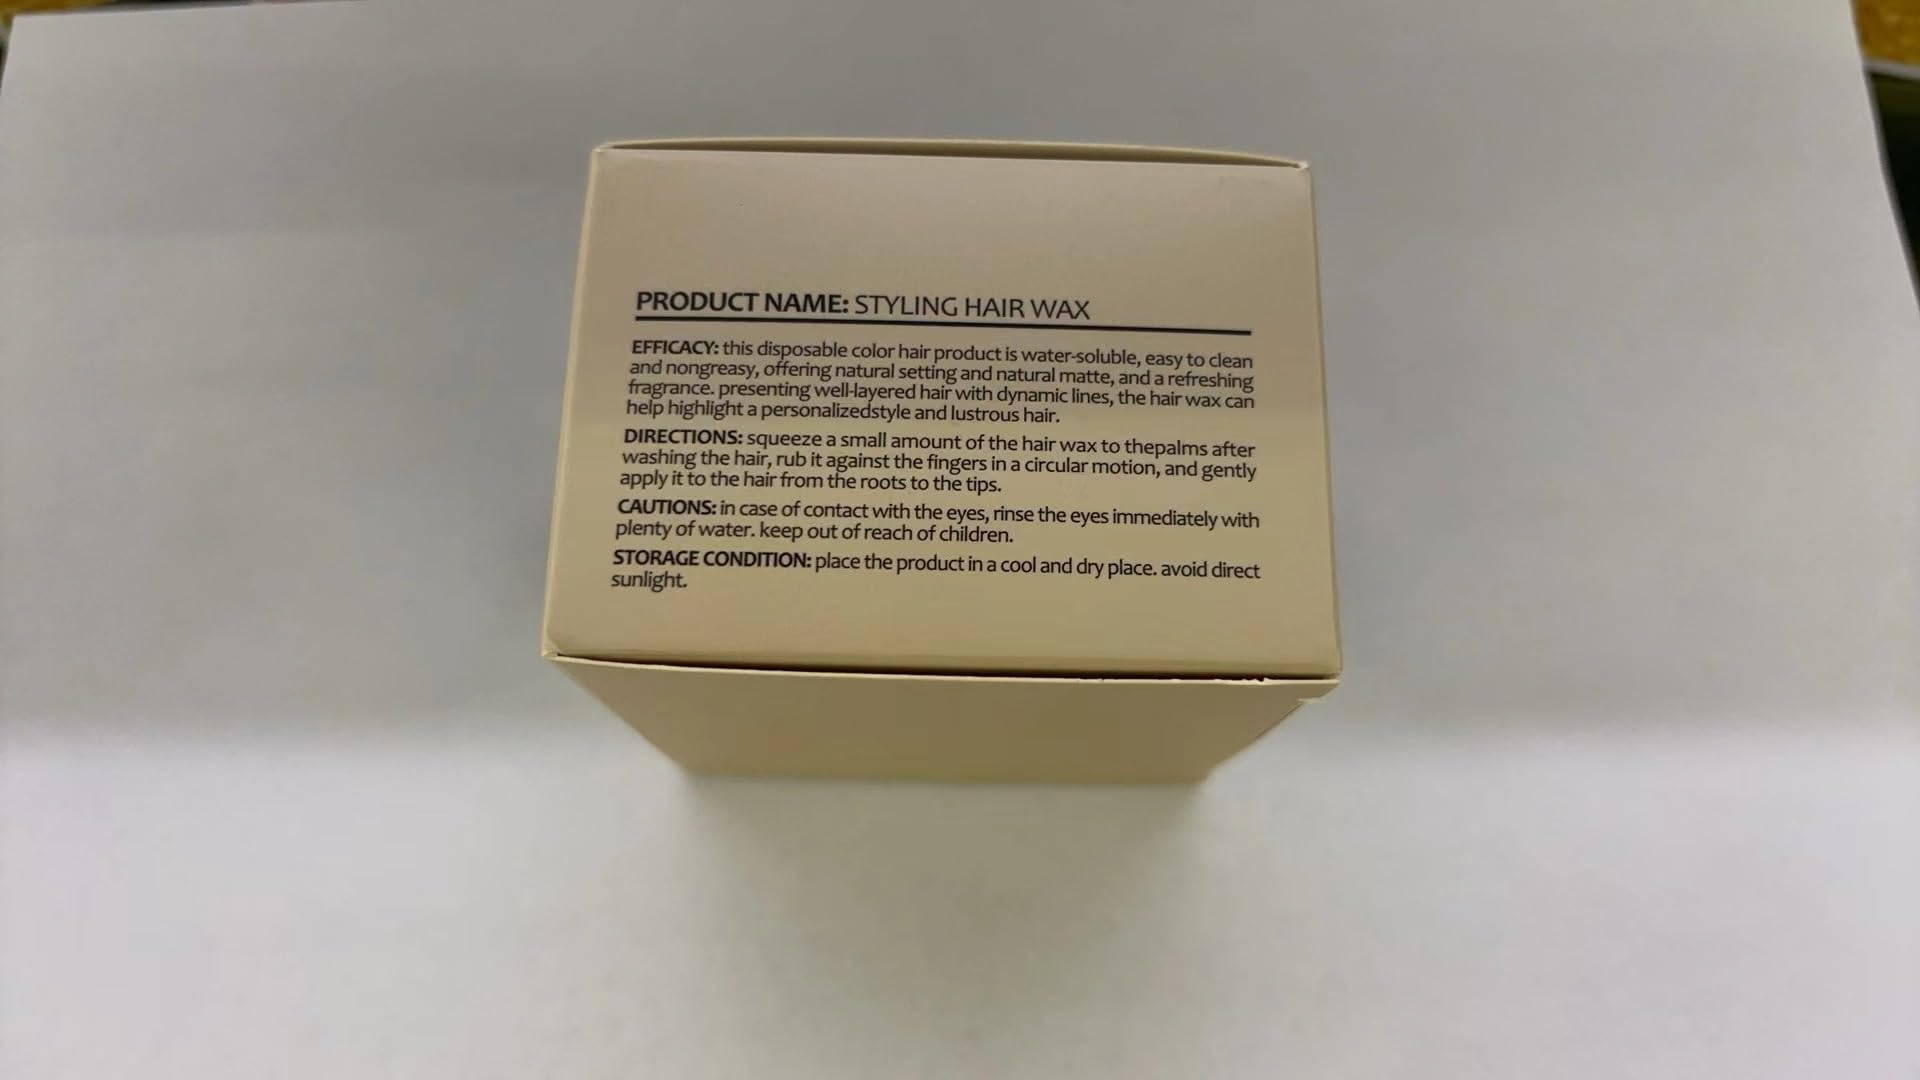 PRODUCT NAME: STYLING HAIR WAX
EFFICACY: this disposable color hair product is water-soluble, easy to clean
and nongreasy, offering natural setting and natural matte, and a refreshing
fragrance. presenting well-layered hair with dynamic lines, the hair wax can
help highlight a personalizedstyle and lustrous hair.
DIRECTIONS: squeeze a small amount of the hair wax to thepalms after
washing the hair, rub it against the fingers in a circular motion, and gently
apply it to the hair from the roots to the tips.
CAUTIONS: in case of contact with the eyes, rinse the eyes immediately with
plenty of water. keep out of reach of children.
STORAGE CONDITION: place the product in a cool and dry place. avoid direct
sunlight.